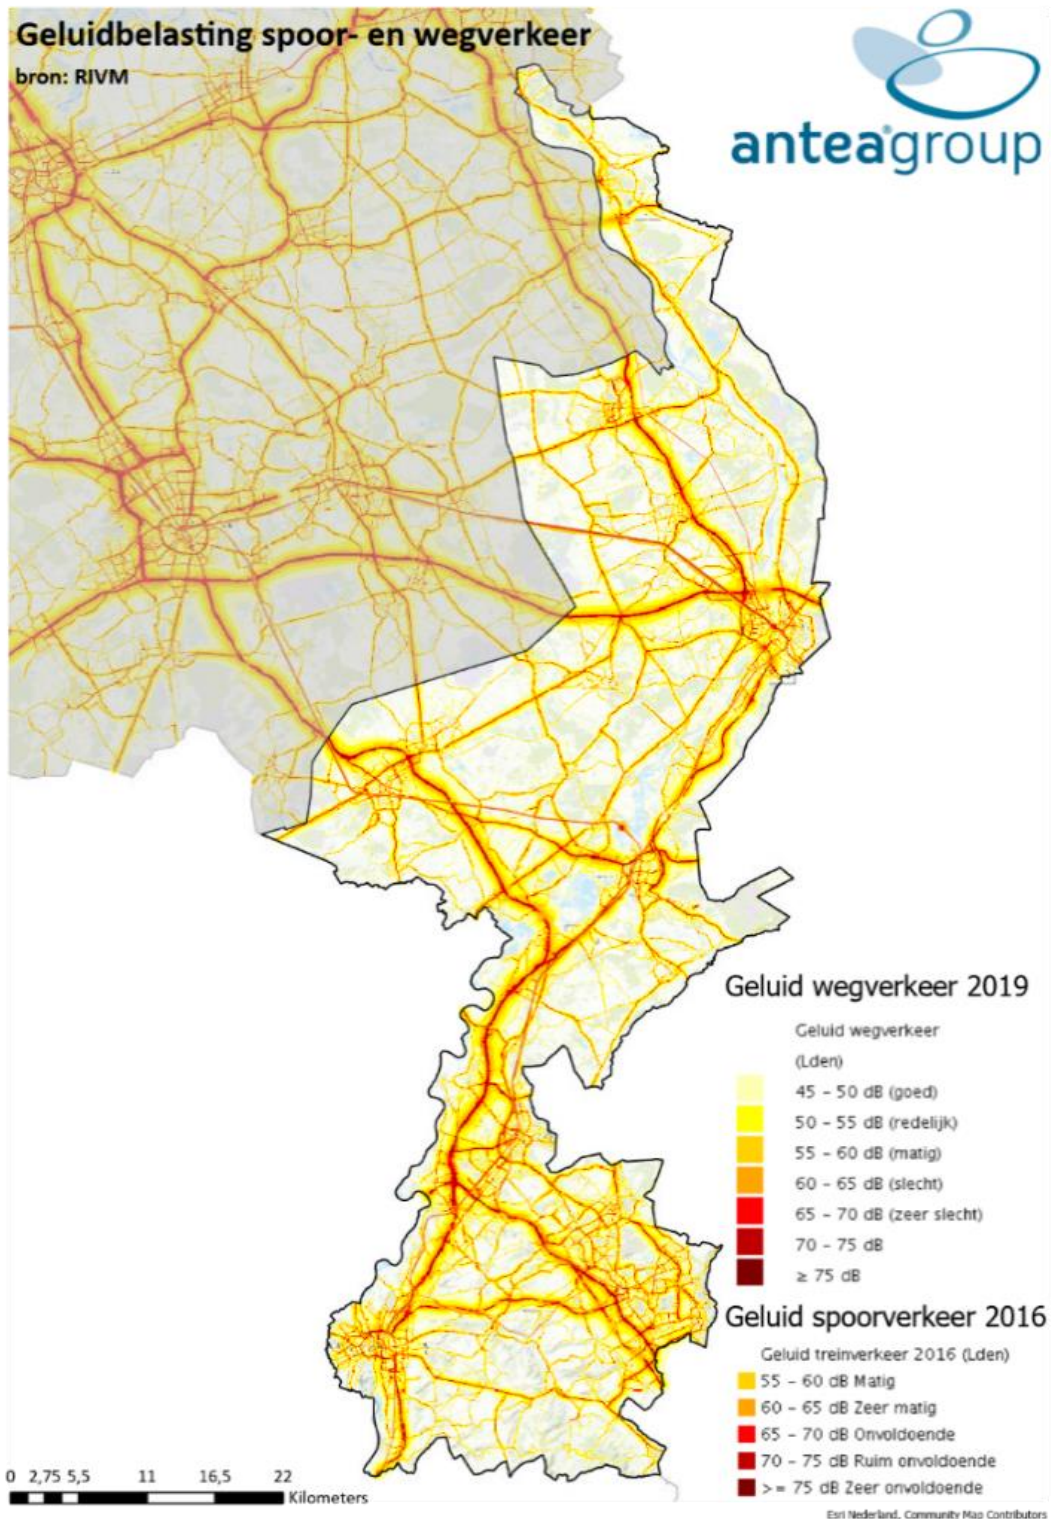 Geluidbelasting spoor- en wegverkeer
bron: RIVM
anteagroup
Geluid wegverkeer 2019
Geluid wegverkeer
(Lden)
45 - 50 dB (goed)
50 - 55 dB (redelijk)
55 - 60 dB (matig)
60 - 65 dB (slecht)
65 - 70 dB (zeer slecht)
70 - 75 dB
≥ 75 dB
Geluid spoorverkeer 2016
Geluid treinverkeer 2016 (Lden)
55 - 60 dB Matig
60 - 65 dB Zeer matig
65 - 70 dB Onvoldoende
70 - 75 dB Ruim onvoldoende
>= 75 dB Zeer onvoldoende
0 2,75 5,5 11 16,5 22
Kilometers
Esri Nederland, Community Map Contributors